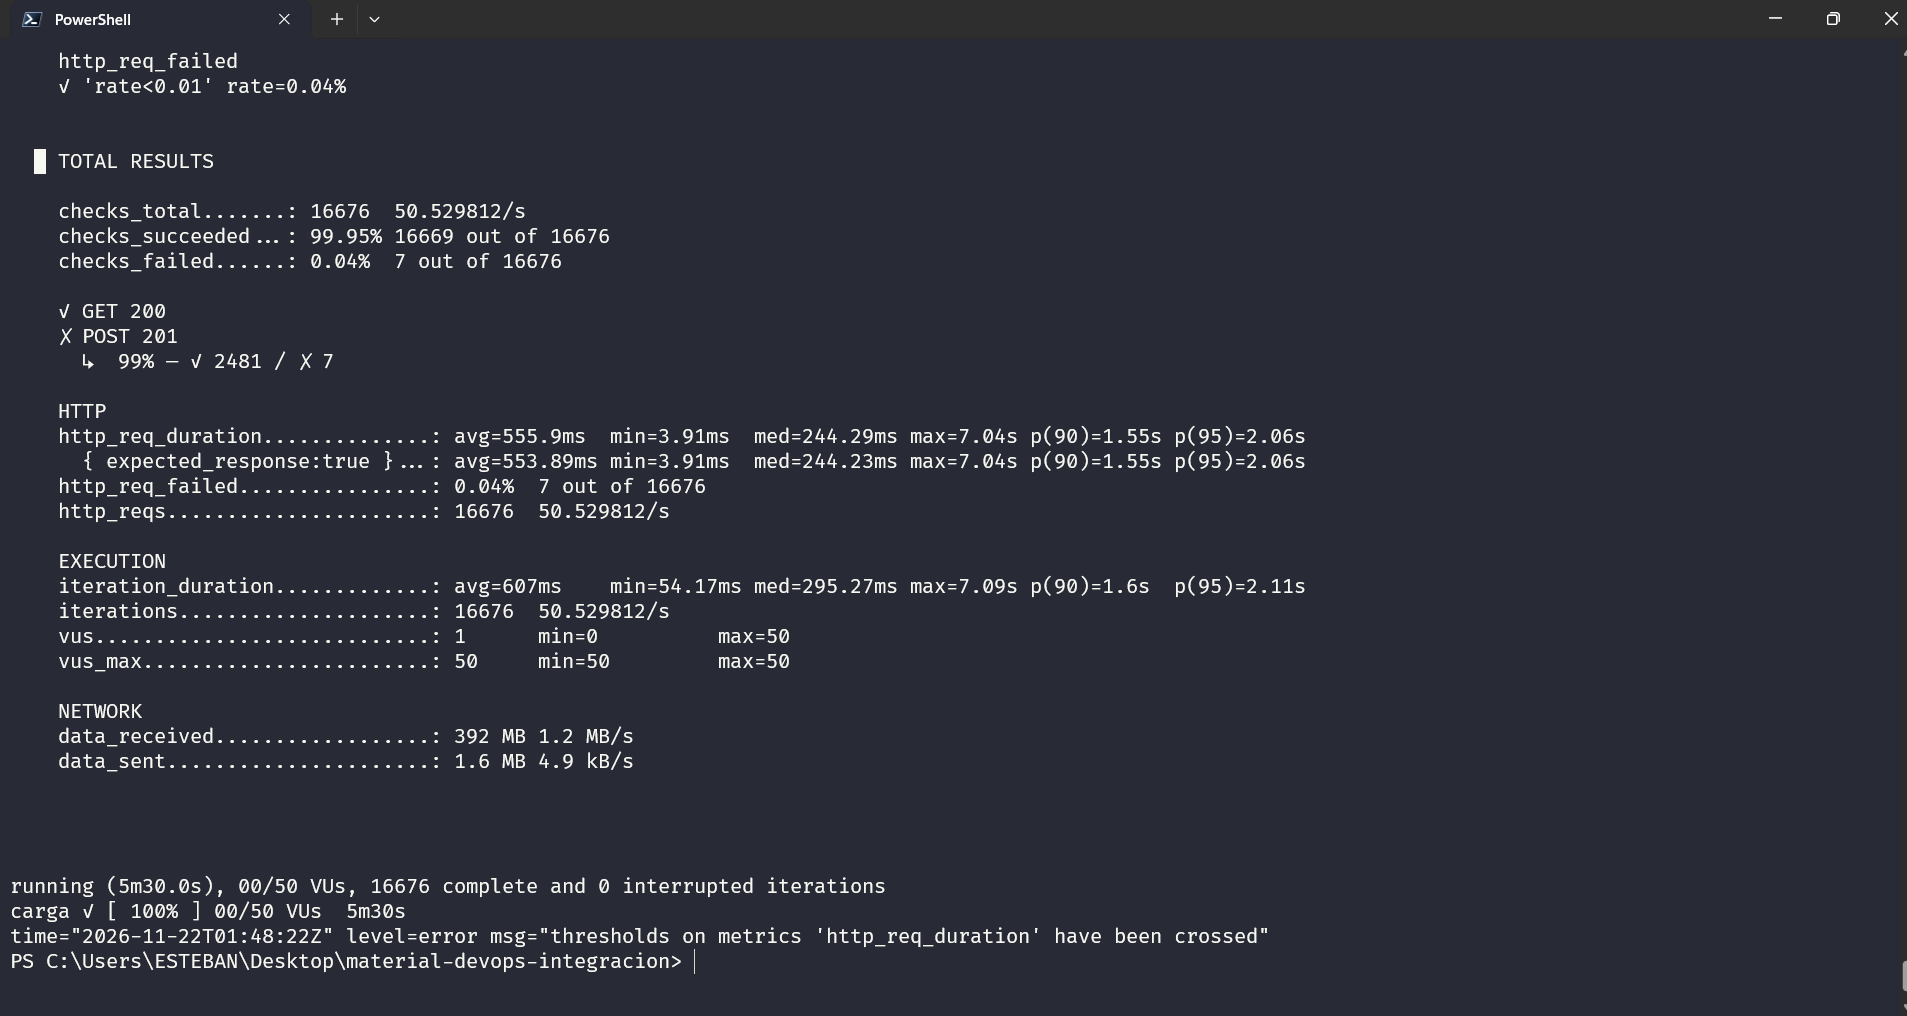 PowerShell
http_req_failed
√ 'rate<0.01' rate=0.04%
TOTAL RESULTS
checks_total.......: 16676  50.529812/s
checks_succeeded...: 99.95% 16669 out of 16676
checks_failed......: 0.04%  7 out of 16676
√ GET 200
✗ POST 201
↳  99% — √ 2481 / ✗ 7
HTTP
http_req_duration..............: avg=555.9ms  min=3.91ms  med=244.29ms max=7.04s p(90)=1.55s p(95)=2.06s
{ expected_response:true }...: avg=553.89ms min=3.91ms  med=244.23ms max=7.04s p(90)=1.55s p(95)=2.06s
http_req_failed................: 0.04%  7 out of 16676
http_reqs......................: 16676  50.529812/s
EXECUTION
iteration_duration.............: avg=607ms    min=54.17ms med=295.27ms max=7.09s p(90)=1.6s  p(95)=2.11s
iterations.....................: 16676  50.529812/s
vus............................: 1      min=0          max=50
vus_max........................: 50     min=50         max=50
NETWORK
data_received..................: 392 MB 1.2 MB/s
data_sent......................: 1.6 MB 4.9 kB/s
running (5m30.0s), 00/50 VUs, 16676 complete and 0 interrupted iterations
carga √ [ 100% ] 00/50 VUs  5m30s
time="2026-11-22T01:48:22Z" level=error msg="thresholds on metrics 'http_req_duration' have been crossed"
PS C:\Users\ESTEBAN\Desktop\material-devops-integracion>